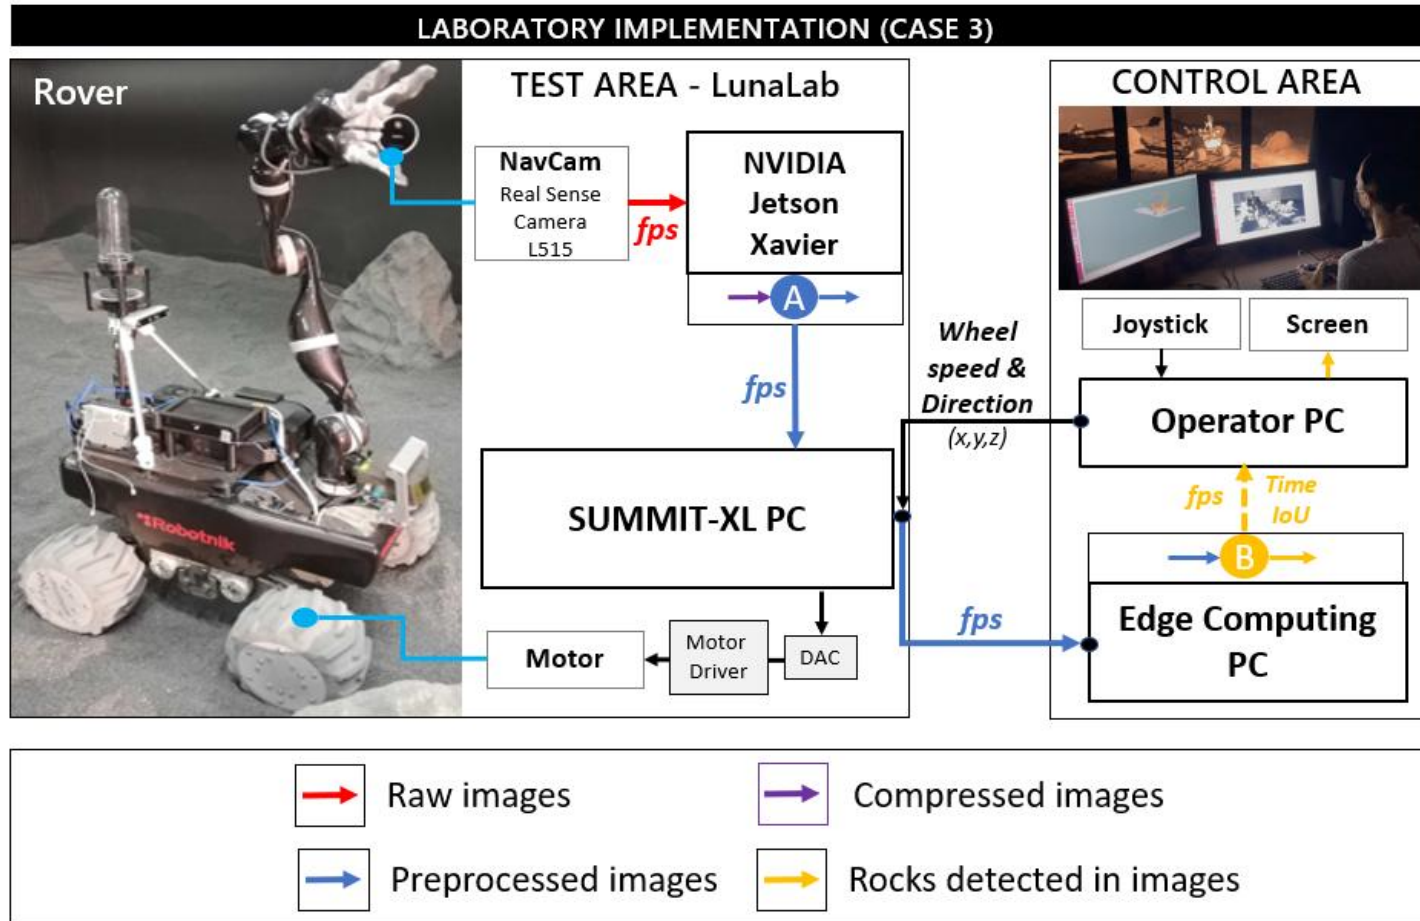 LABORATORY IMPLEMENTATION (CASE 3)
Rover
Robotnik
TEST AREA - LunaLab
NavCam
Real Sense
Camera
L515
fps
NVIDIA
Jetson
Xavier
A
fps
SUMMIT-XL PC
Motor
Motor
Driver
DAC
Wheel
speed &
Direction
(x,y,z)
fps
CONTROL AREA
Joystick
Screen
Operator PC
fps
Time
IoU
B
Edge Computing
PC
Raw images
Compressed images
Preprocessed images
Rocks detected in images